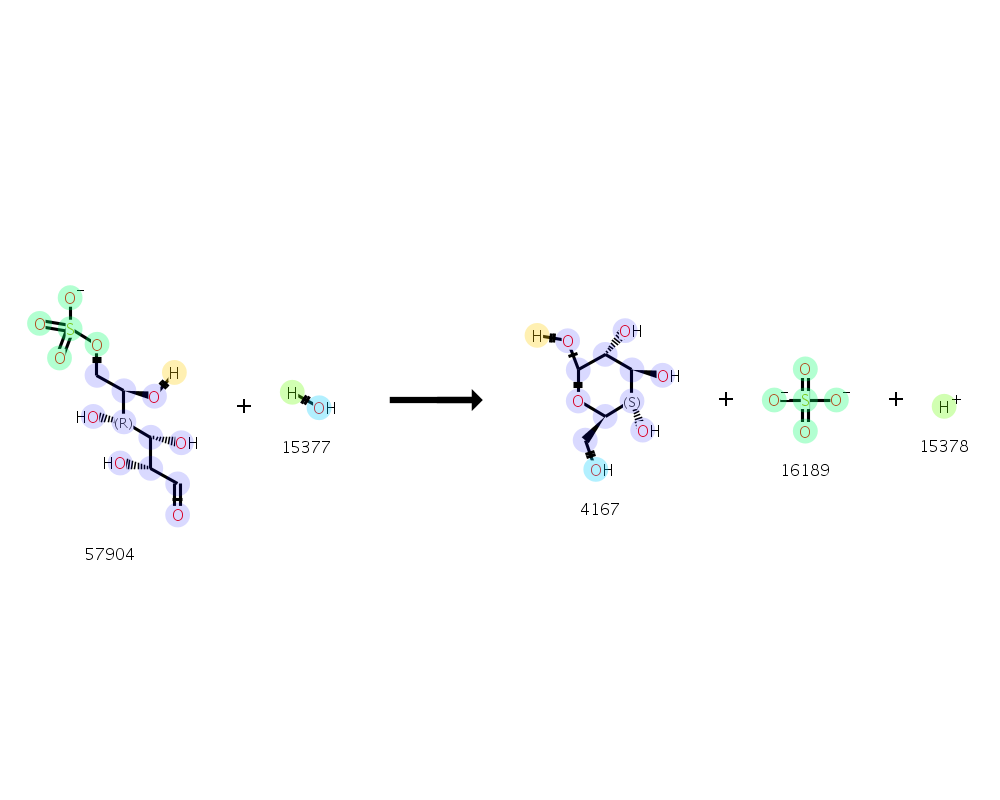 O−
O
S
O
O
H
O
HO
(R)
OH
HO
O
57904
+
H
OH
15377
H
O
OH
OH
O
(S)
OH
OH
4167
+
O
O−
S
O−
O
16189
+
H+
15378